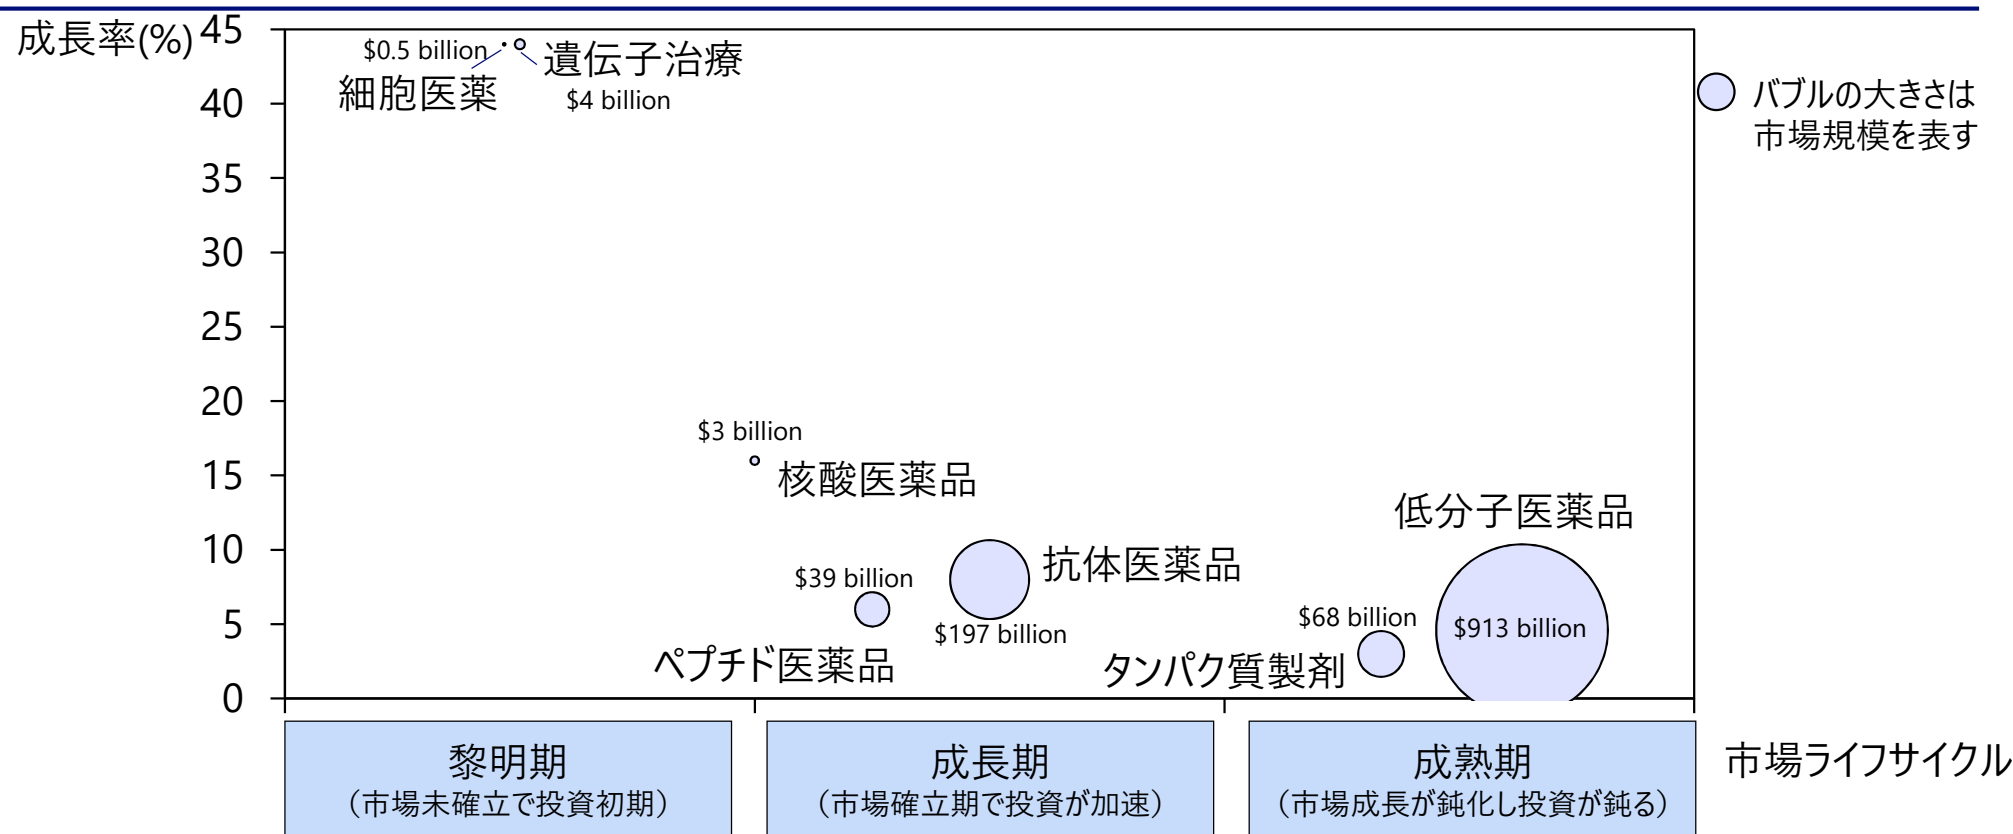 成長率(%)
45
40
35
30
25
20
15
10
5
0
$0.5 billion
細胞医薬
遺伝子治療
$4 billion
バブルの大きさは
市場規模を表す
$3 billion
核酸医薬品
$39 billion
ペプチド医薬品
抗体医薬品
$197 billion
低分子医薬品
$68 billion
$913 billion
タンパク質製剤
黎明期
（市場未確立で投資初期）
成長期
（市場確立期で投資が加速）
成熟期
（市場成長が鈍化し投資が鈍る）
市場ライフサイクル